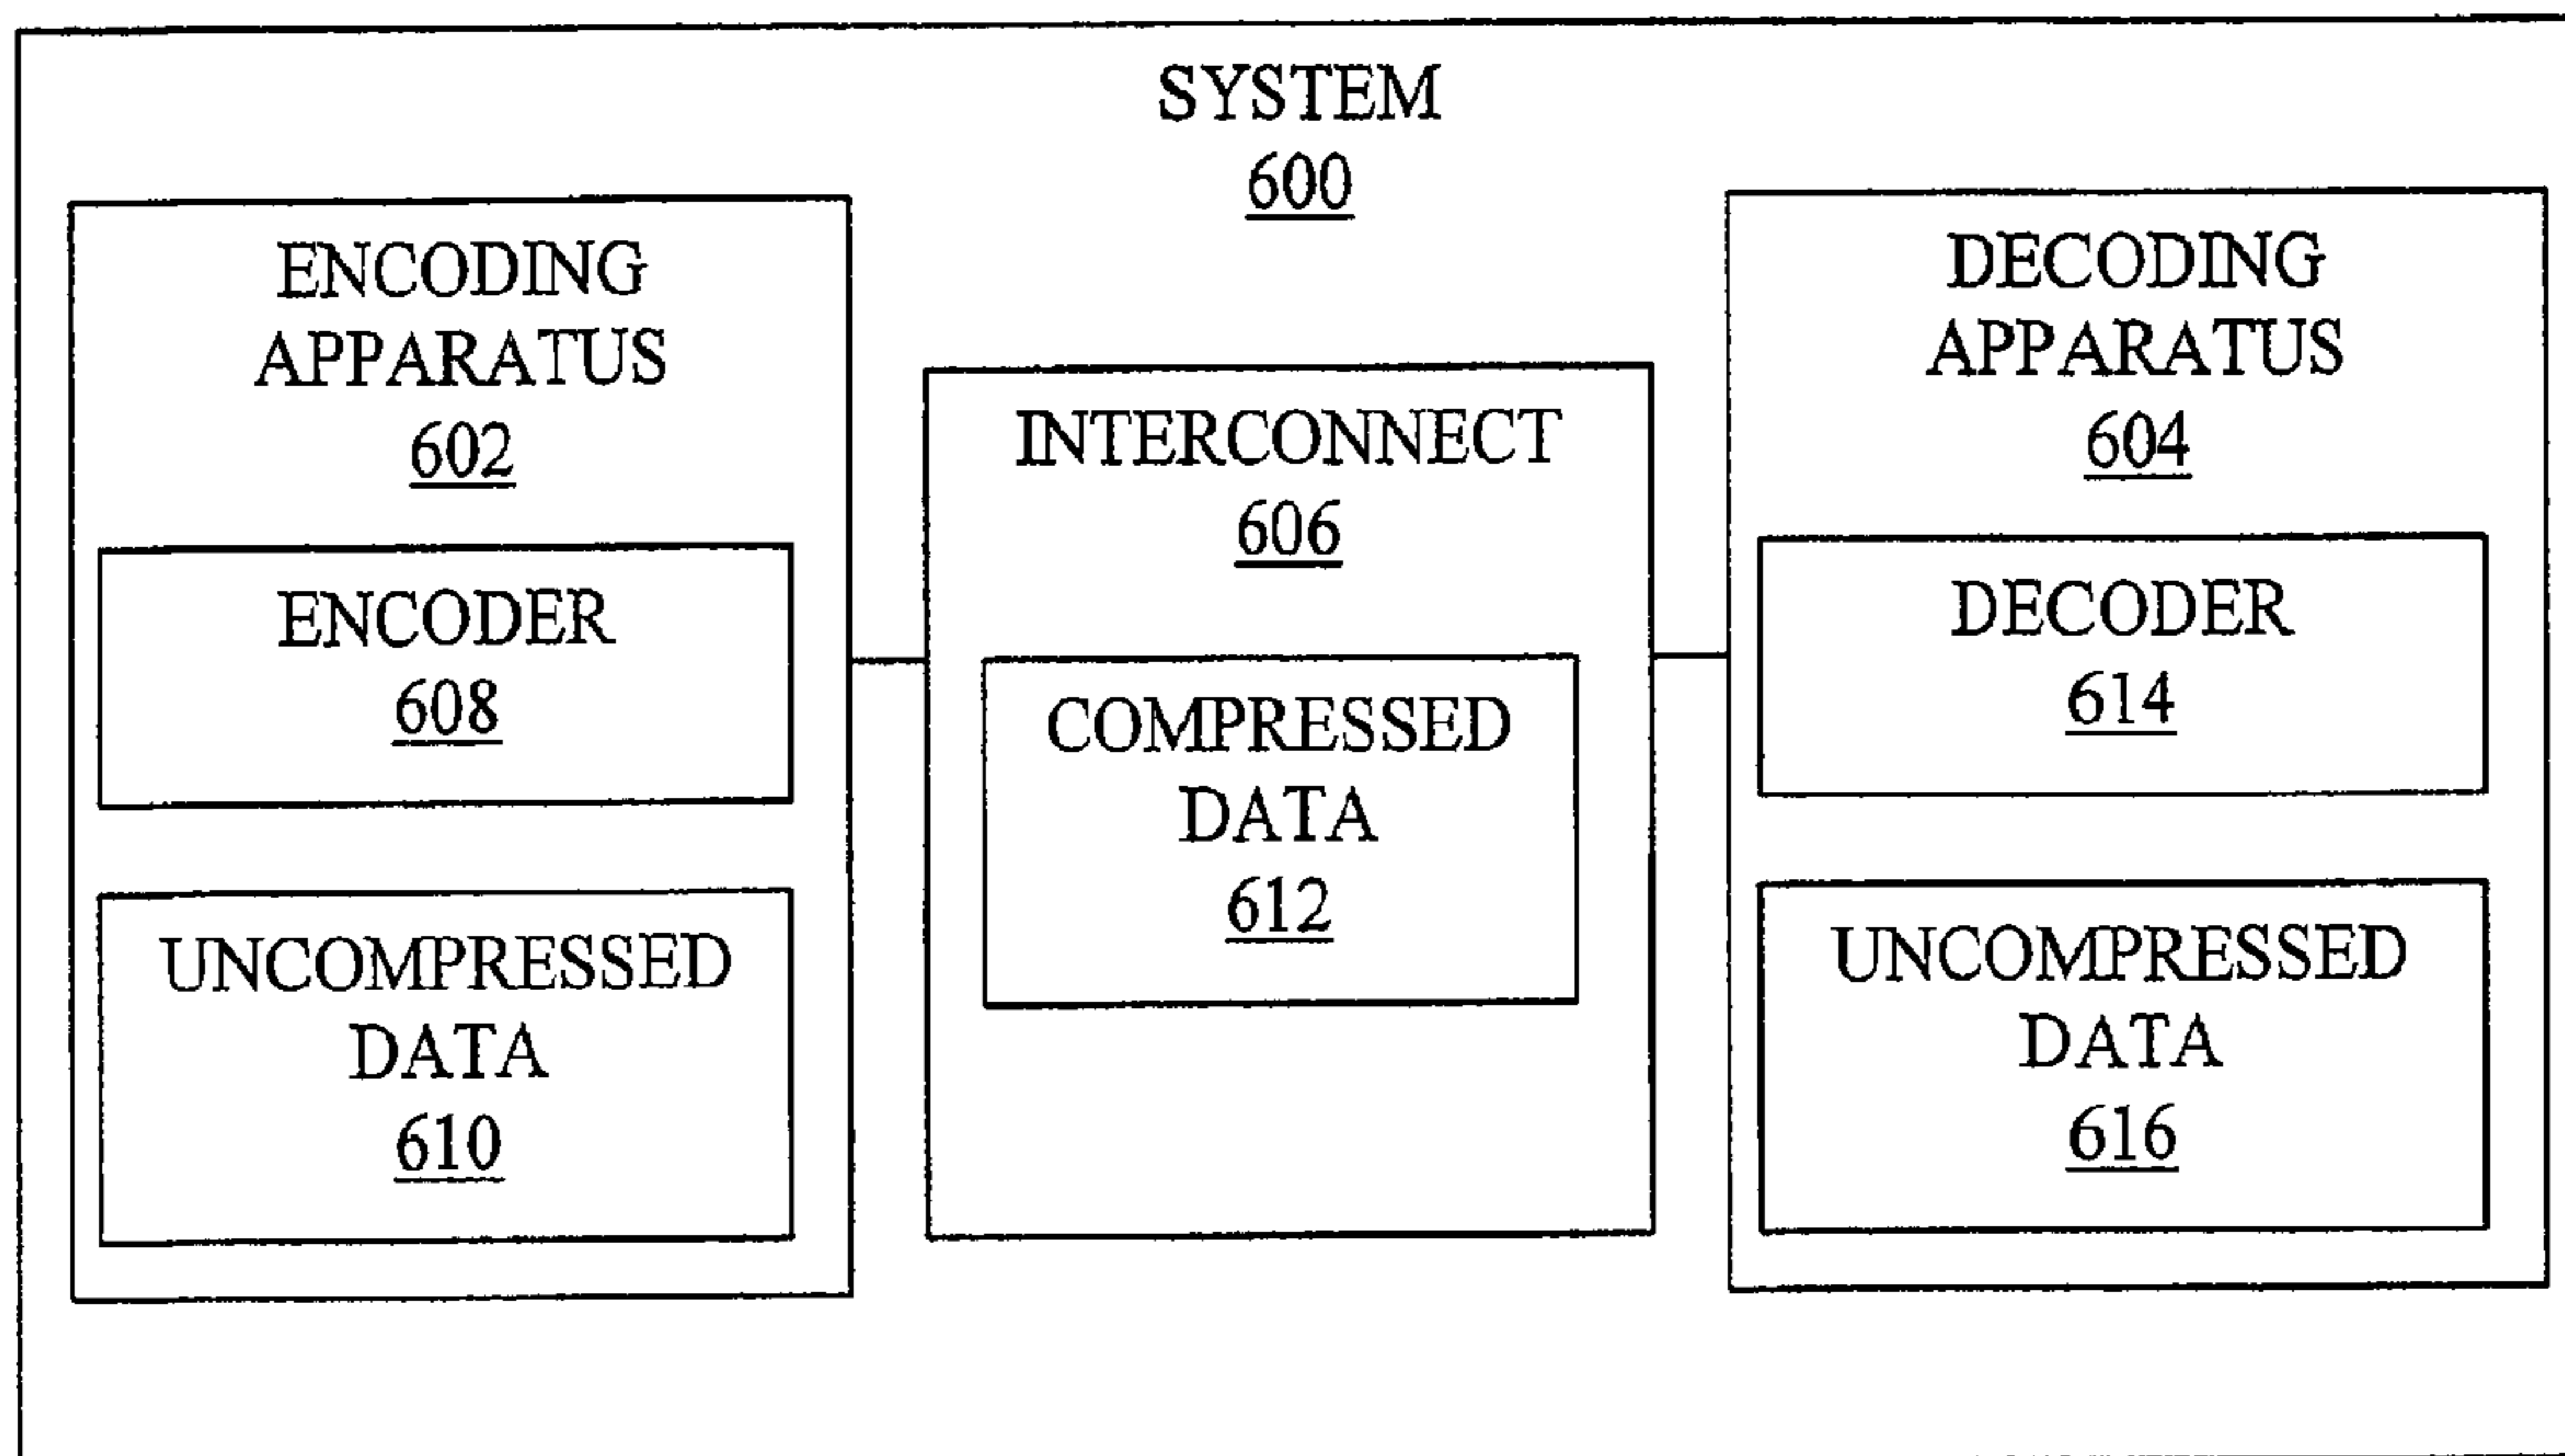 SYSTEM
600
ENCODING
APPARATUS
602
ENCODER
608
UNCOMPRESSED
DATA
610
INTERCONNECT
606
COMPRESSED
DATA
612
DECODING
APPARATUS
604
DECODER
614
UNCOMPRESSED
DATA
616